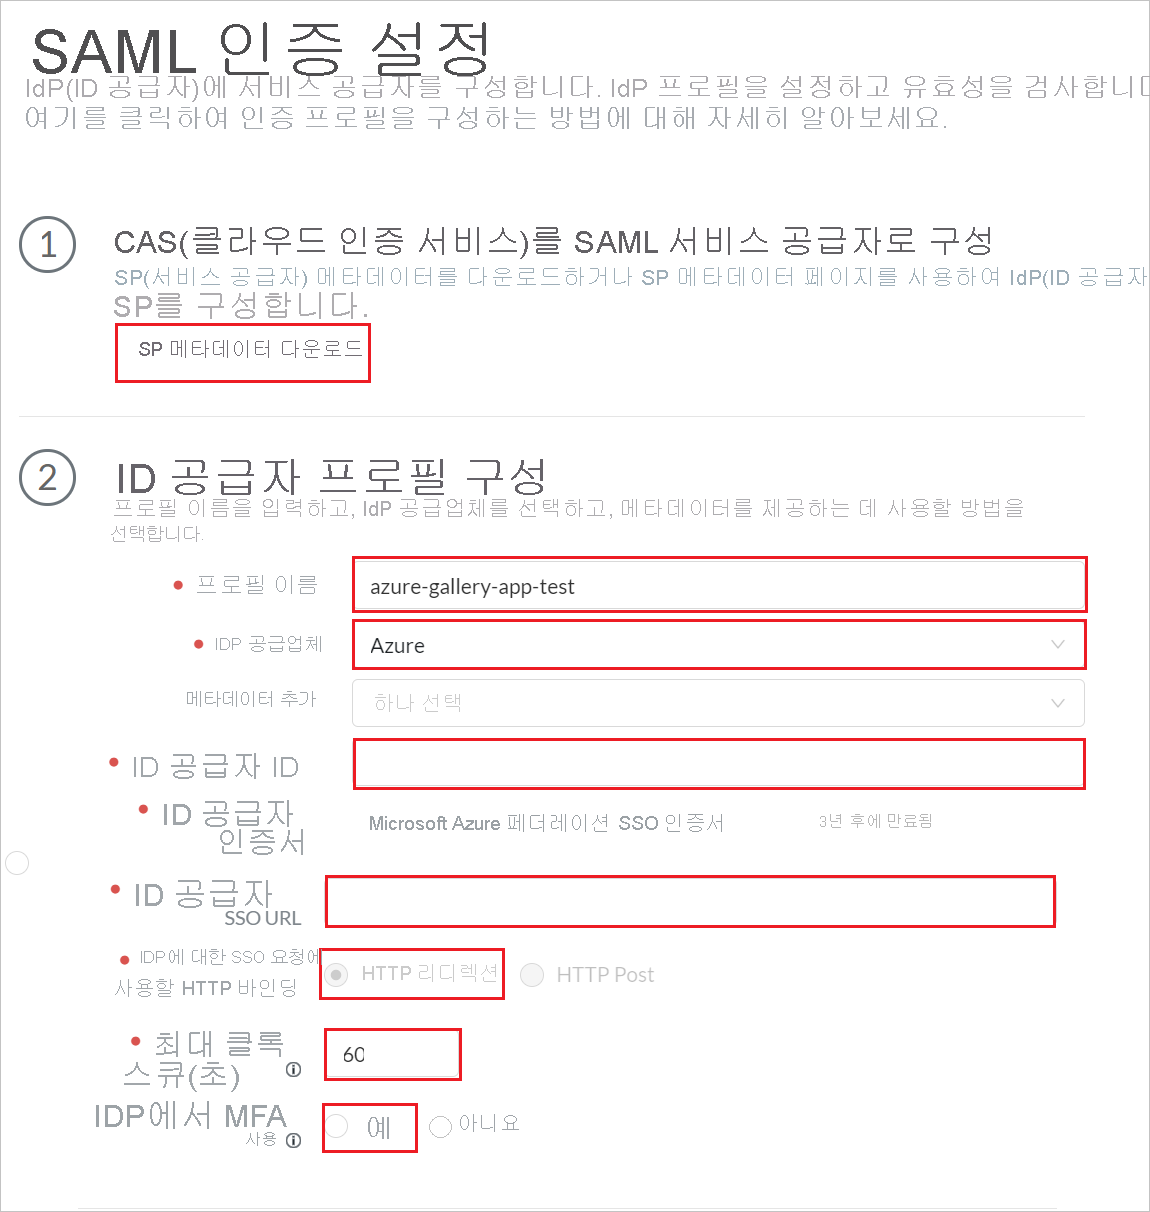 SAML 인증 설정
IdP(ID 공급자)에 서비스 공급자를 구성합니다. IdP 프로필을 설정하고 유효성을 검사합니다
여기를 클릭하여 인증 프로필을 구성하는 방법에 대해 자세히 알아보세요.
1
CAS(클라우드 인증 서비스)를 SAML 서비스 공급자로 구성
SP(서비스 공급자) 메타데이터를 다운로드하거나 SP 메타데이터 페이지를 사용하여 IdP(ID 공급자
SP를 구성합니다.
SP 메타데이터 다운로드
2
ID 공급자 프로필 구성
프로필 이름을 입력하고, IdP 공급업체를 선택하고, 메타데이터를 제공하는 데 사용할 방법을
선택합니다.
프로필 이름
azure-gallery-app-test
IDP 공급업체
Azure
메타데이터 추가
하나 선택
ID 공급자 ID
ID 공급자
인증서
Microsoft Azure 페더레이션 SSO 인증서
3년 후에 만료됨
ID 공급자
SSO URL
IDP에 대한 SSO 요청에
사용할 HTTP 바인딩
HTTP 리디렉션
HTTP Post
최대 클록
스큐(초)
60
IDP에서 MFA
사용
예
아니요